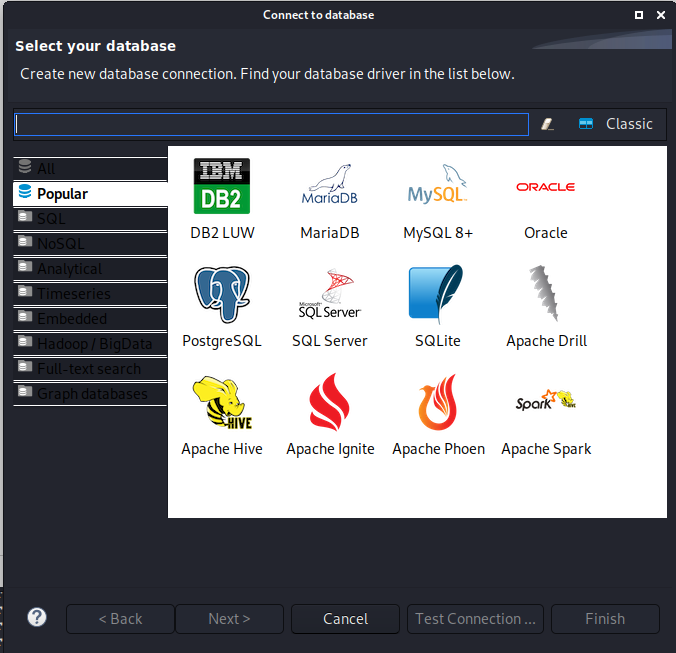 Connect to database
Select your database
Create new database connection. Find your database driver in the list below.
Classic
All
Popular
SQL
NoSQL
Analytical
Timeseries
Embedded
Hadoop / BigData
Full-text search
Graph databases
IBM
DB2
MariaDB
MySQL
ORACLE
DB2 LUW
MariaDB
MySQL 8+
Oracle
Microsoft
SQL Server
PostgreSQL
SQL Server
SQLite
Apache Drill
HIVE
Spark
Apache Hive
Apache Ignite
Apache Phoen
Apache Spark
?
< Back
Next >
Cancel
Test Connection ...
Finish